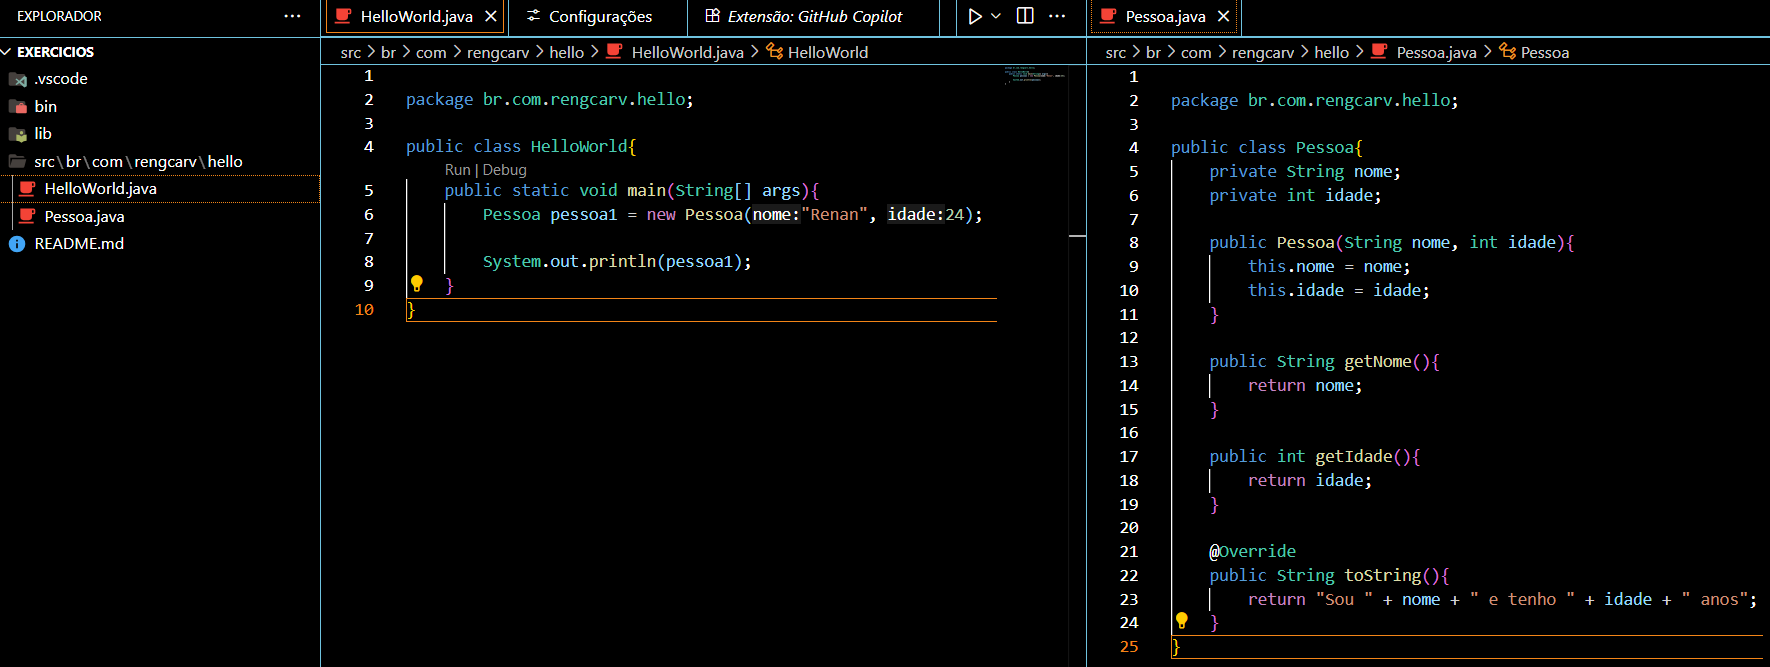 EXPLORADOR
EXERCICIOS
.vscode
bin
lib
src\br\com\rengcarv\hello
HelloWorld.java
Pessoa.java
README.md
HelloWorld.java
Configurações
Extensão: GitHub Copilot
src > br > com > rengcarv > hello > HelloWorld.java > HelloWorld
1
2 package br.com.rengcarv.hello;
3
4 public class HelloWorld{
Run | Debug
5 public static void main(String[] args){
6 Pessoa pessoa1 = new Pessoa(nome:"Renan", idade:24);
7
8 System.out.println(pessoa1);
9 }
10 }
Pessoa.java
src > br > com > rengcarv > hello > Pessoa.java > Pessoa
1
2 package br.com.rengcarv.hello;
3
4 public class Pessoa{
5 private String nome;
6 private int idade;
7
8 public Pessoa(String nome, int idade){
9 this.nome = nome;
10 this.idade = idade;
11 }
12
13 public String getNome(){
14 return nome;
15 }
16
17 public int getIdade(){
18 return idade;
19 }
20
21 @Override
22 public String toString(){
23 return "Sou " + nome + " e tenho " + idade + " anos";
24 }
25 }